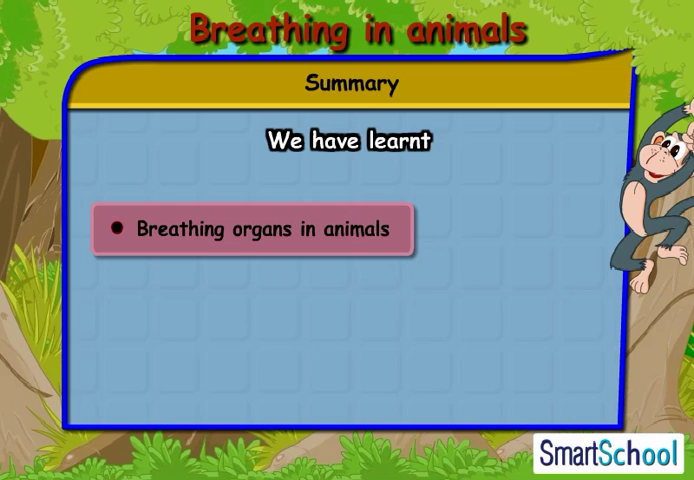 Breathing in animals
Summary
We have learnt
Breathing organs in animals
SmartSchool